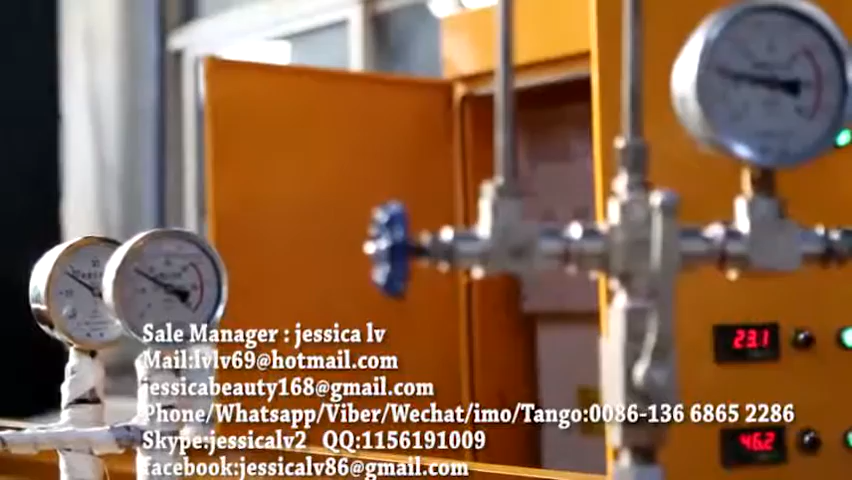 23.1
Sale Manager : jessica lv
Mail:lvlv69@hotmail.com
jessicabeauty168@gmail.com
Phone/Whatsapp/Viber/Wechat/imo/Tango:0086-136 6865 2286
Skype:jessicalv2 QQ:1156191009
46.2
facebook:jessicalv86@gmail.com